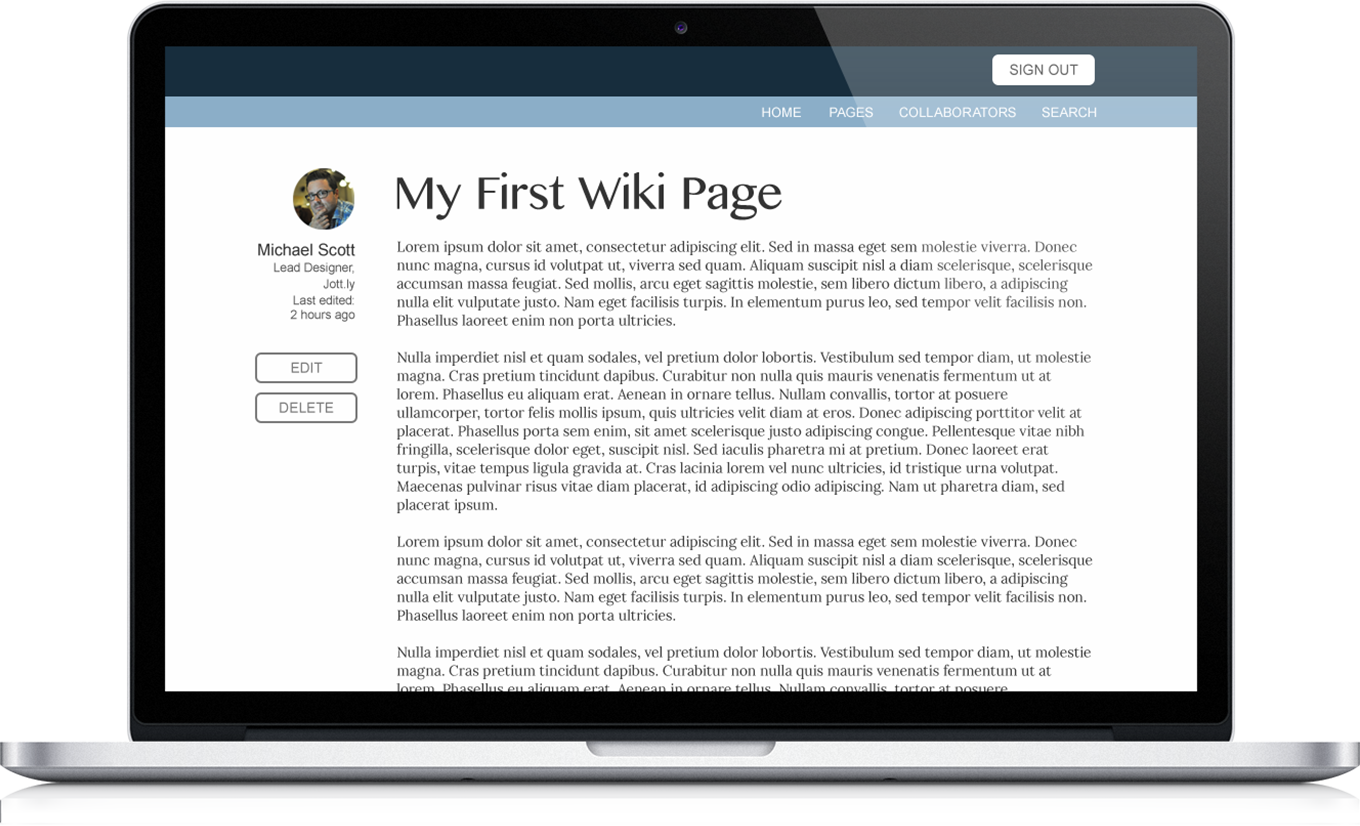 SIGN OUT
HOME PAGES COLLABORATORS SEARCH
My First Wiki Page
Michael Scott
Lead Designer,
Jott.ly
Last edited:
2 hours ago
EDIT
DELETE
Lorem ipsum dolor sit amet, consectetur adipiscing elit. Sed in massa eget sem molestie viverra. Donec
nunc magna, cursus id volutpat ut, viverra sed quam. Aliquam suscipit nisl a diam scelerisque, scelerisque
accumsan massa feugiat. Sed mollis, arcu eget sagittis molestie, sem libero dictum libero, a adipiscing
nulla elit vulputate justo. Nam eget facilisis turpis. In elementum purus leo, sed tempor velit facilisis non.
Phasellus laoreet enim non porta ultricies.
Nulla imperdiet nisl et quam sodales, vel pretium dolor lobortis. Vestibulum sed tempor diam, ut molestie
magna. Cras pretium tincidunt dapibus. Curabitur non nulla quis mauris venenatis fermentum ut at
lorem. Phasellus eu aliquam erat. Aenean in ornare tellus. Nullam convallis, tortor at posuere
ullamcorper, tortor felis mollis ipsum, quis ultricies velit diam at eros. Donec adipiscing porttitor velit at
placerat. Phasellus porta sem enim, sit amet scelerisque justo adipiscing congue. Pellentesque vitae nibh
fringilla, scelerisque dolor eget, suscipit nisl. Sed iaculis pharetra mi at pretium. Donec laoreet erat
turpis, vitae tempus ligula gravida at. Cras lacinia lorem vel nunc ultricies, id tristique urna volutpat.
Maecenas pulvinar risus vitae diam placerat, id adipiscing odio adipiscing. Nam ut pharetra diam, sed
placerat ipsum.
Lorem ipsum dolor sit amet, consectetur adipiscing elit. Sed in massa eget sem molestie viverra. Donec
nunc magna, cursus id volutpat ut, viverra sed quam. Aliquam suscipit nisl a diam scelerisque, scelerisque
accumsan massa feugiat. Sed mollis, arcu eget sagittis molestie, sem libero dictum libero, a adipiscing
nulla elit vulputate justo. Nam eget facilisis turpis. In elementum purus leo, sed tempor velit facilisis non.
Phasellus laoreet enim non porta ultricies.
Nulla imperdiet nisl et quam sodales, vel pretium dolor lobortis. Vestibulum sed tempor diam, ut molestie
magna. Cras pretium tincidunt dapibus. Curabitur non nulla quis mauris venenatis fermentum ut at
lorem. Phasellus eu aliquam erat. Aenean in ornare tellus. Nullam convallis, tortor at posuere